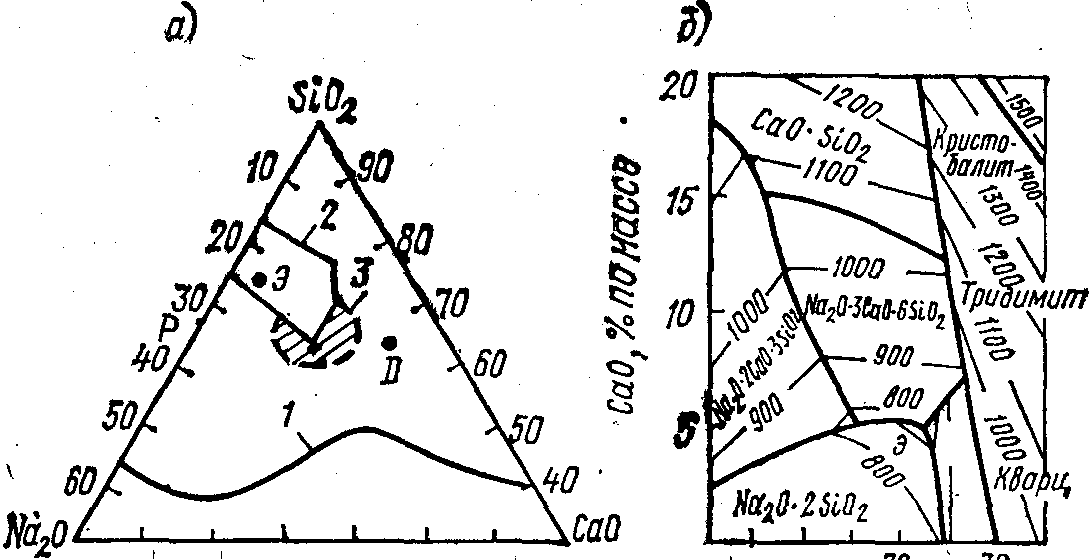 а)
SiO₂
10
90
20
2
80
Э
3
30
70
P
40
D
60
50
1
50
60
40
Na₂O
CaO
б)
20
15
10
5
CaO, % по массе
1200
1500
CaO·SiO₂
Кристо-
балит
1400
1100
1300
1000
1200
Тридимит
Na₂O·3CaO·6SiO₂
1000
1100
Na₂O·2CaO·3SiO₂
900
900
800
Э
800
1000
Кварц
Na₂O·2SiO₂